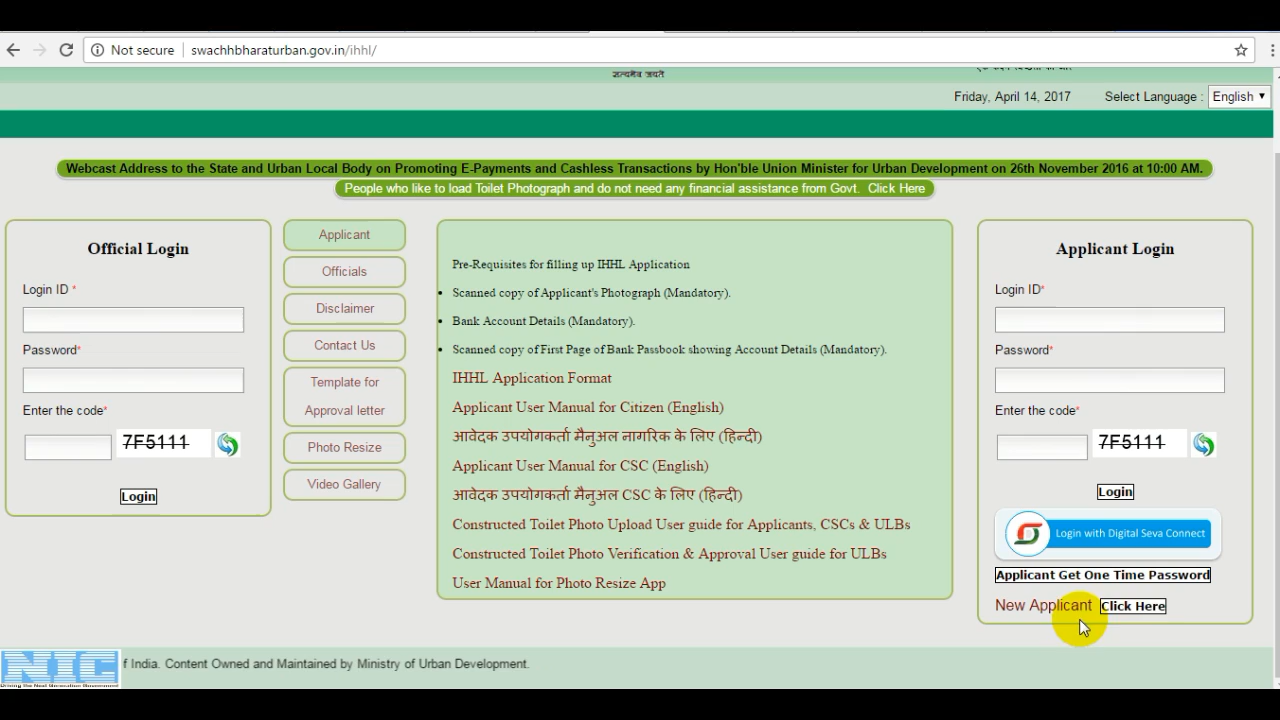 Not secure
swachhbharaturban.gov.in/ihhl/
सत्यमेव जयते
Friday, April 14, 2017
Select Language :
English
Webcast Address to the State and Urban Local Body on Promoting E-Payments and Cashless Transactions by Hon'ble Union Minister for Urban Development on 26th November 2016 at 10:00 AM.
People who like to load Toilet Photograph and do not need any financial assistance from Govt. Click Here
Official Login
Login ID *
Password*
Enter the code*
7F5111
Login
Applicant
Officials
Disclaimer
Contact Us
Template for
Approval letter
Photo Resize
Video Gallery
Pre-Requisites for filling up IHHL Application
Scanned copy of Applicant's Photograph (Mandatory).
Bank Account Details (Mandatory).
Scanned copy of First Page of Bank Passbook showing Account Details (Mandatory).
IHHL Application Format
Applicant User Manual for Citizen (English)
आवेदक उपयोगकर्ता मैनुअल नागरिक के लिए (हिन्दी)
Applicant User Manual for CSC (English)
आवेदक उपयोगकर्ता मैनुअल CSC के लिए (हिन्दी)
Constructed Toilet Photo Upload User guide for Applicants, CSCs & ULBs
Constructed Toilet Photo Verification & Approval User guide for ULBs
User Manual for Photo Resize App
Applicant Login
Login ID*
Password*
Enter the code*
7F5111
Login
Login with Digital Seva Connect
Applicant Get One Time Password
New Applicant Click Here
NIC
Driving the Next Generation Government
f India. Content Owned and Maintained by Ministry of Urban Development.